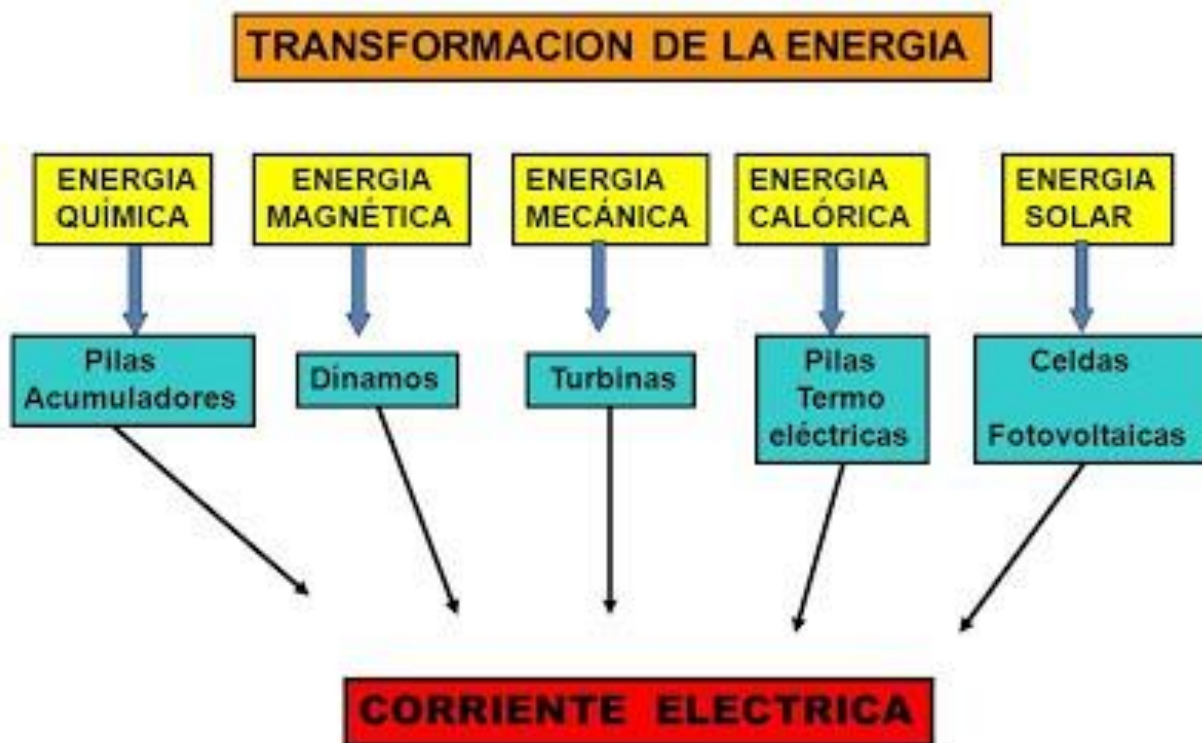 TRANSFORMACION DE LA ENERGIA
ENERGIA
QUÍMICA
ENERGIA
MAGNÉTICA
ENERGIA
MECÁNICA
ENERGIA
CALÓRICA
ENERGIA
SOLAR
Pilas
Acumuladores
Dínamos
Turbinas
Pilas
Termo
eléctricas
Celdas
Fotovoltaicas
CORRIENTE ELECTRICA